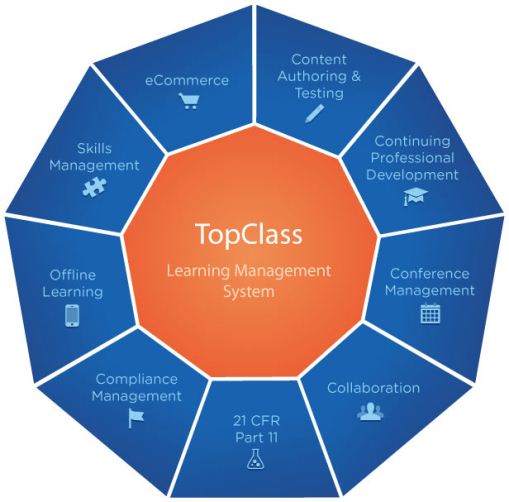 eCommerce
Content
Authoring &
Testing
Continuing
Professional
Development
Conference
Management
Collaboration
21 CFR
Part 11
Compliance
Management
Offline
Learning
Skills
Management
TopClass
Learning Management
System